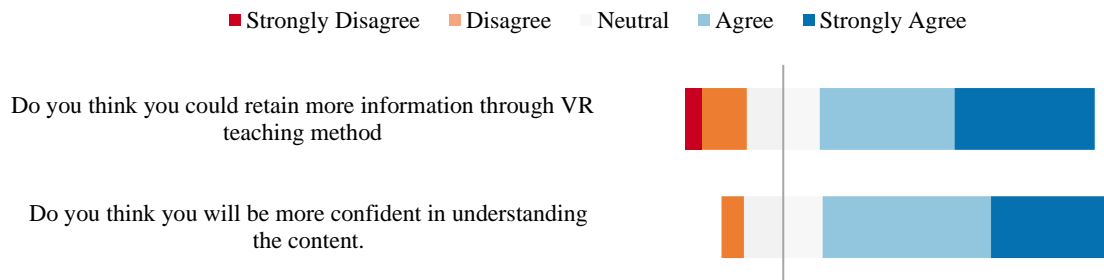 Strongly Disagree Disagree Neutral Agree Strongly Agree
Do you think you could retain more information through VR
teaching method
Do you think you will be more confident in understanding
the content.